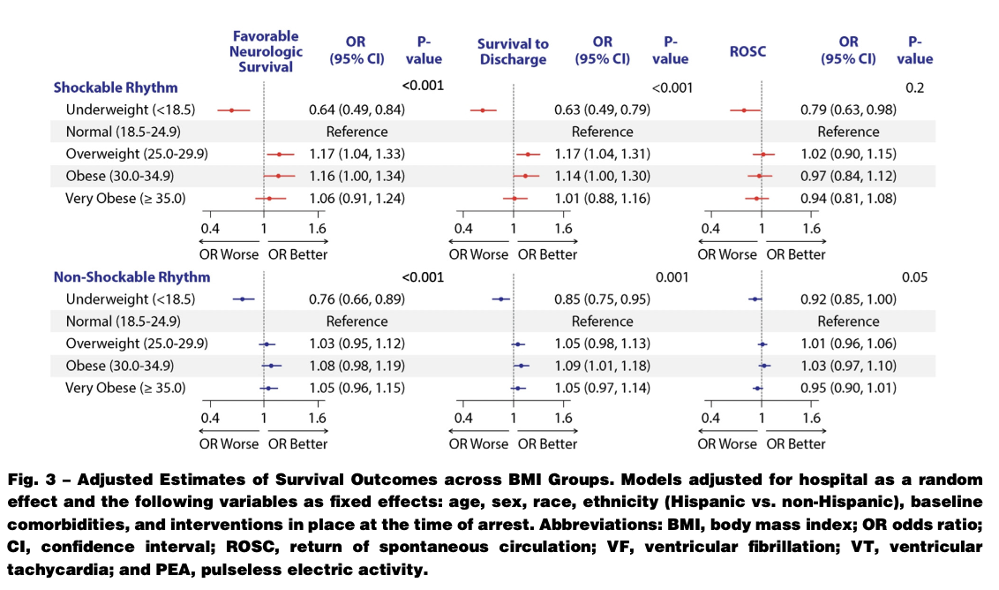 Favorable Neurologic Survival OR (95% CI) P-value Survival to Discharge OR (95% CI) P-value ROSC OR (95% CI) P-value
Shockable Rhythm <0.001 <0.001 0.2
Underweight (<18.5) 0.64 (0.49, 0.84) 0.63 (0.49, 0.79) 0.79 (0.63, 0.98)
Normal (18.5-24.9) Reference Reference Reference
Overweight (25.0-29.9) 1.17 (1.04, 1.33) 1.17 (1.04, 1.31) 1.02 (0.90, 1.15)
Obese (30.0-34.9) 1.16 (1.00, 1.34) 1.14 (1.00, 1.30) 0.97 (0.84, 1.12)
Very Obese (≥ 35.0) 1.06 (0.91, 1.24) 1.01 (0.88, 1.16) 0.94 (0.81, 1.08)
0.4 1 1.6 0.4 1 1.6 0.4 1 1.6
OR Worse OR Better OR Worse OR Better OR Worse OR Better
Non-Shockable Rhythm <0.001 0.001 0.05
Underweight (<18.5) 0.76 (0.66, 0.89) 0.85 (0.75, 0.95) 0.92 (0.85, 1.00)
Normal (18.5-24.9) Reference Reference Reference
Overweight (25.0-29.9) 1.03 (0.95, 1.12) 1.05 (0.98, 1.13) 1.01 (0.96, 1.06)
Obese (30.0-34.9) 1.08 (0.98, 1.19) 1.09 (1.01, 1.18) 1.03 (0.97, 1.10)
Very Obese (≥ 35.0) 1.05 (0.96, 1.15) 1.05 (0.97, 1.14) 0.95 (0.90, 1.01)
0.4 1 1.6 0.4 1 1.6 0.4 1 1.6
OR Worse OR Better OR Worse OR Better OR Worse OR Better
Fig. 3 – Adjusted Estimates of Survival Outcomes across BMI Groups. Models adjusted for hospital as a random
effect and the following variables as fixed effects: age, sex, race, ethnicity (Hispanic vs. non-Hispanic), baseline
comorbidities, and interventions in place at the time of arrest. Abbreviations: BMI, body mass index; OR odds ratio;
CI, confidence interval; ROSC, return of spontaneous circulation; VF, ventricular fibrillation; VT, ventricular
tachycardia; and PEA, pulseless electric activity.